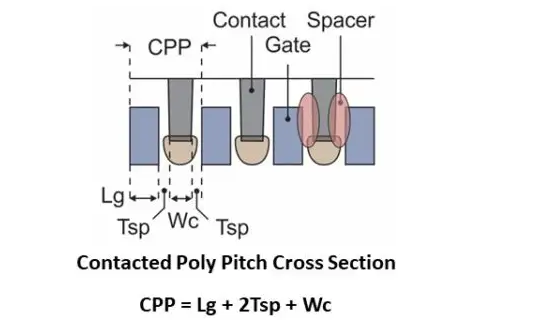 Contact Spacer
CPP Gate
Lg
Tsp Wc Tsp
Contacted Poly Pitch Cross Section
CPP = Lg + 2Tsp + Wc